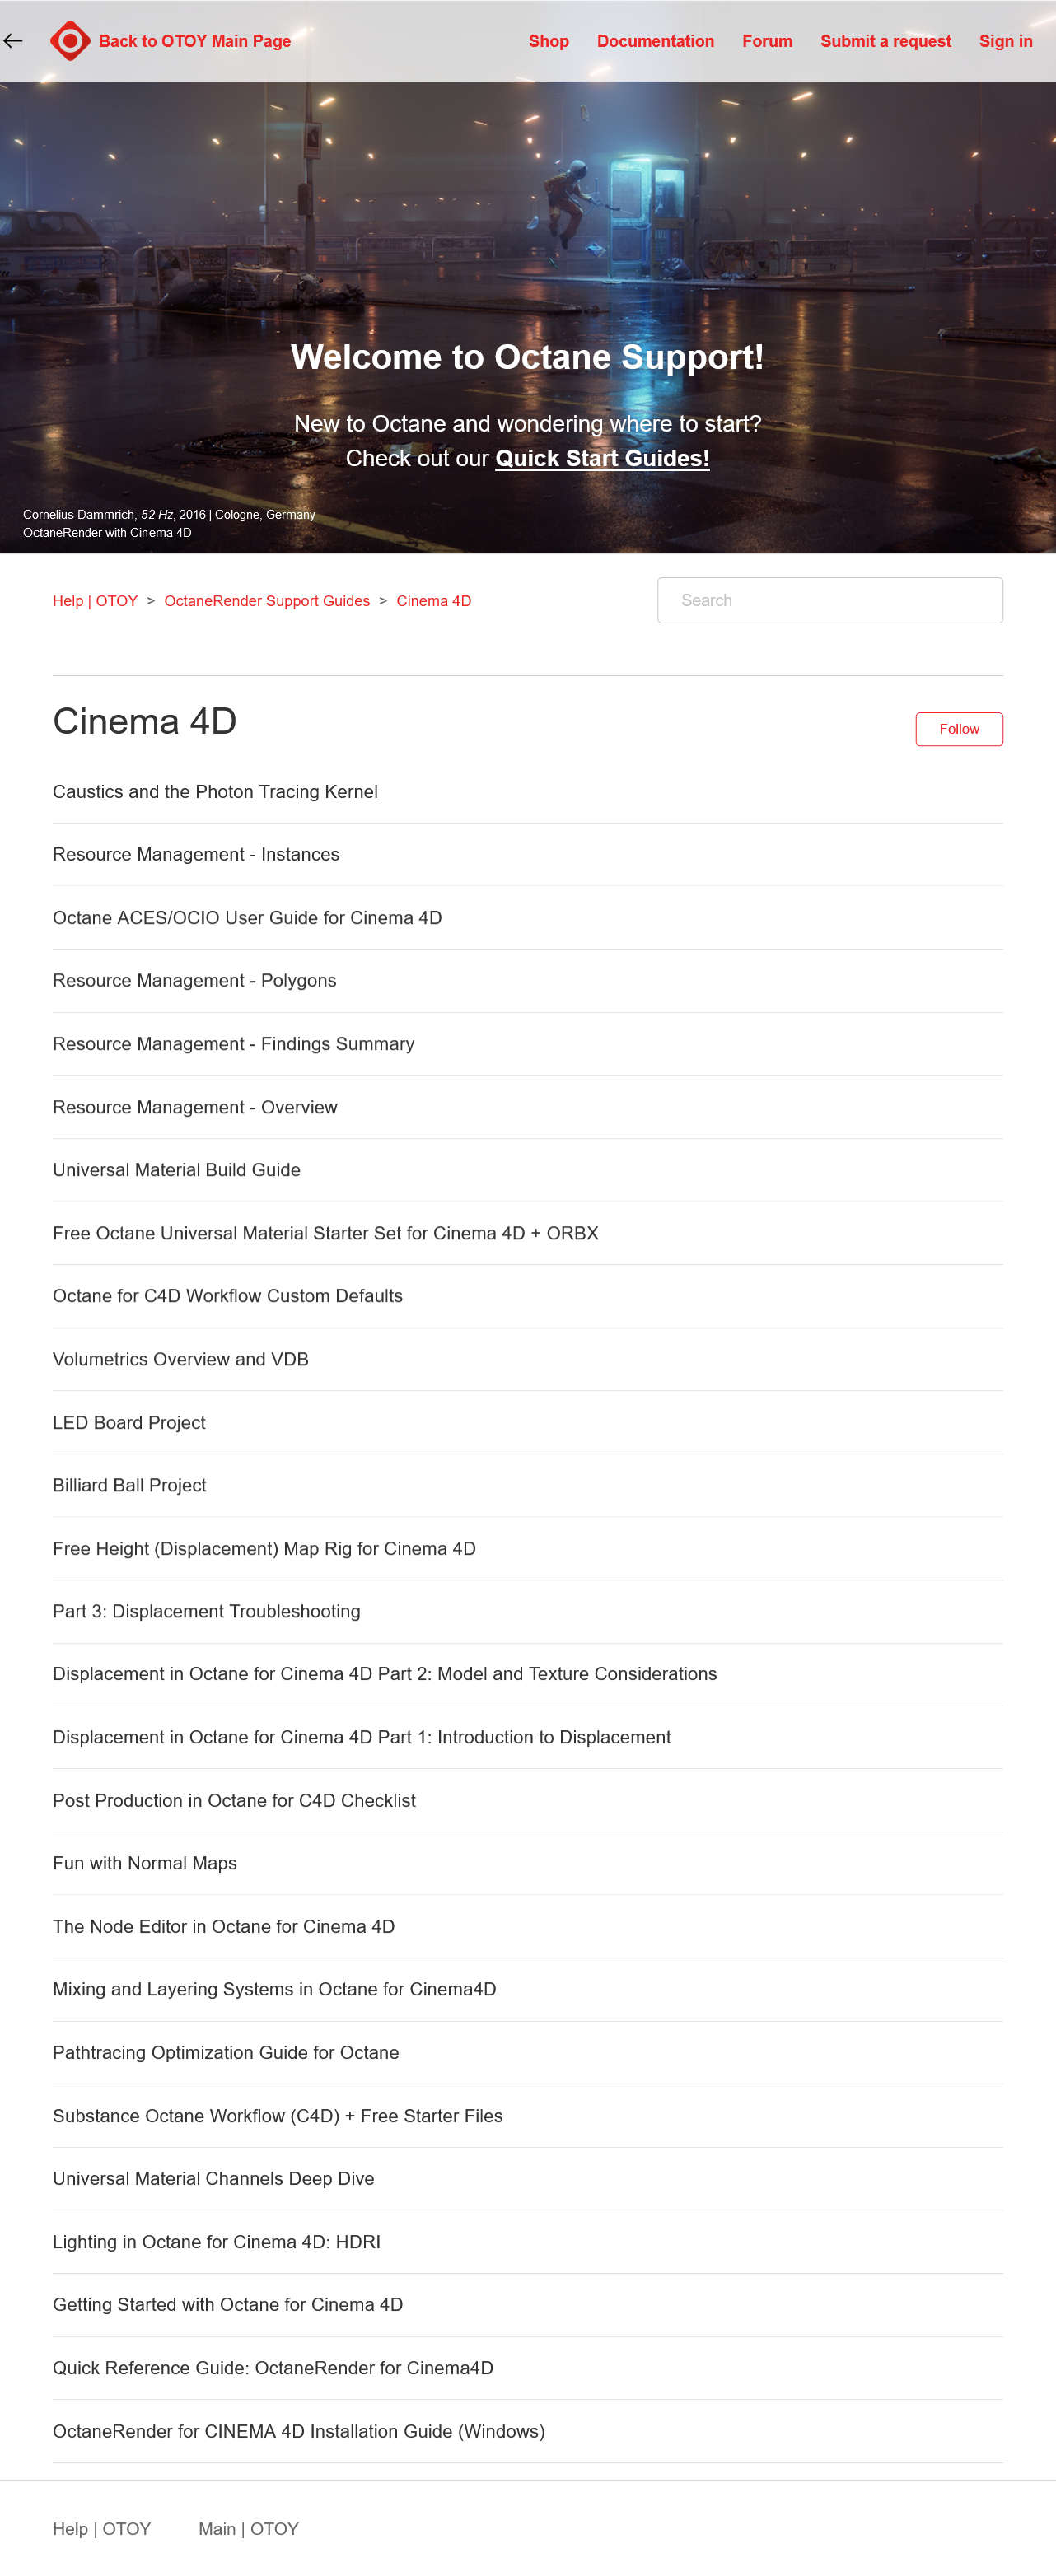 Back to OTOY Main Page
Shop
Documentation
Forum
Submit a request
Sign in
Welcome to Octane Support!
New to Octane and wondering where to start?
Check out our Quick Start Guides!
Cornelius Dämmrich, 52 Hz, 2016 | Cologne, Germany
OctaneRender with Cinema 4D
Help | OTOY > OctaneRender Support Guides > Cinema 4D
Search
Cinema 4D
Follow
Caustics and the Photon Tracing Kernel
Resource Management - Instances
Octane ACES/OCIO User Guide for Cinema 4D
Resource Management - Polygons
Resource Management - Findings Summary
Resource Management - Overview
Universal Material Build Guide
Free Octane Universal Material Starter Set for Cinema 4D + ORBX
Octane for C4D Workflow Custom Defaults
Volumetrics Overview and VDB
LED Board Project
Billiard Ball Project
Free Height (Displacement) Map Rig for Cinema 4D
Part 3: Displacement Troubleshooting
Displacement in Octane for Cinema 4D Part 2: Model and Texture Considerations
Displacement in Octane for Cinema 4D Part 1: Introduction to Displacement
Post Production in Octane for C4D Checklist
Fun with Normal Maps
The Node Editor in Octane for Cinema 4D
Mixing and Layering Systems in Octane for Cinema4D
Pathtracing Optimization Guide for Octane
Substance Octane Workflow (C4D) + Free Starter Files
Universal Material Channels Deep Dive
Lighting in Octane for Cinema 4D: HDRI
Getting Started with Octane for Cinema 4D
Quick Reference Guide: OctaneRender for Cinema4D
OctaneRender for CINEMA 4D Installation Guide (Windows)
Help | OTOY
Main | OTOY